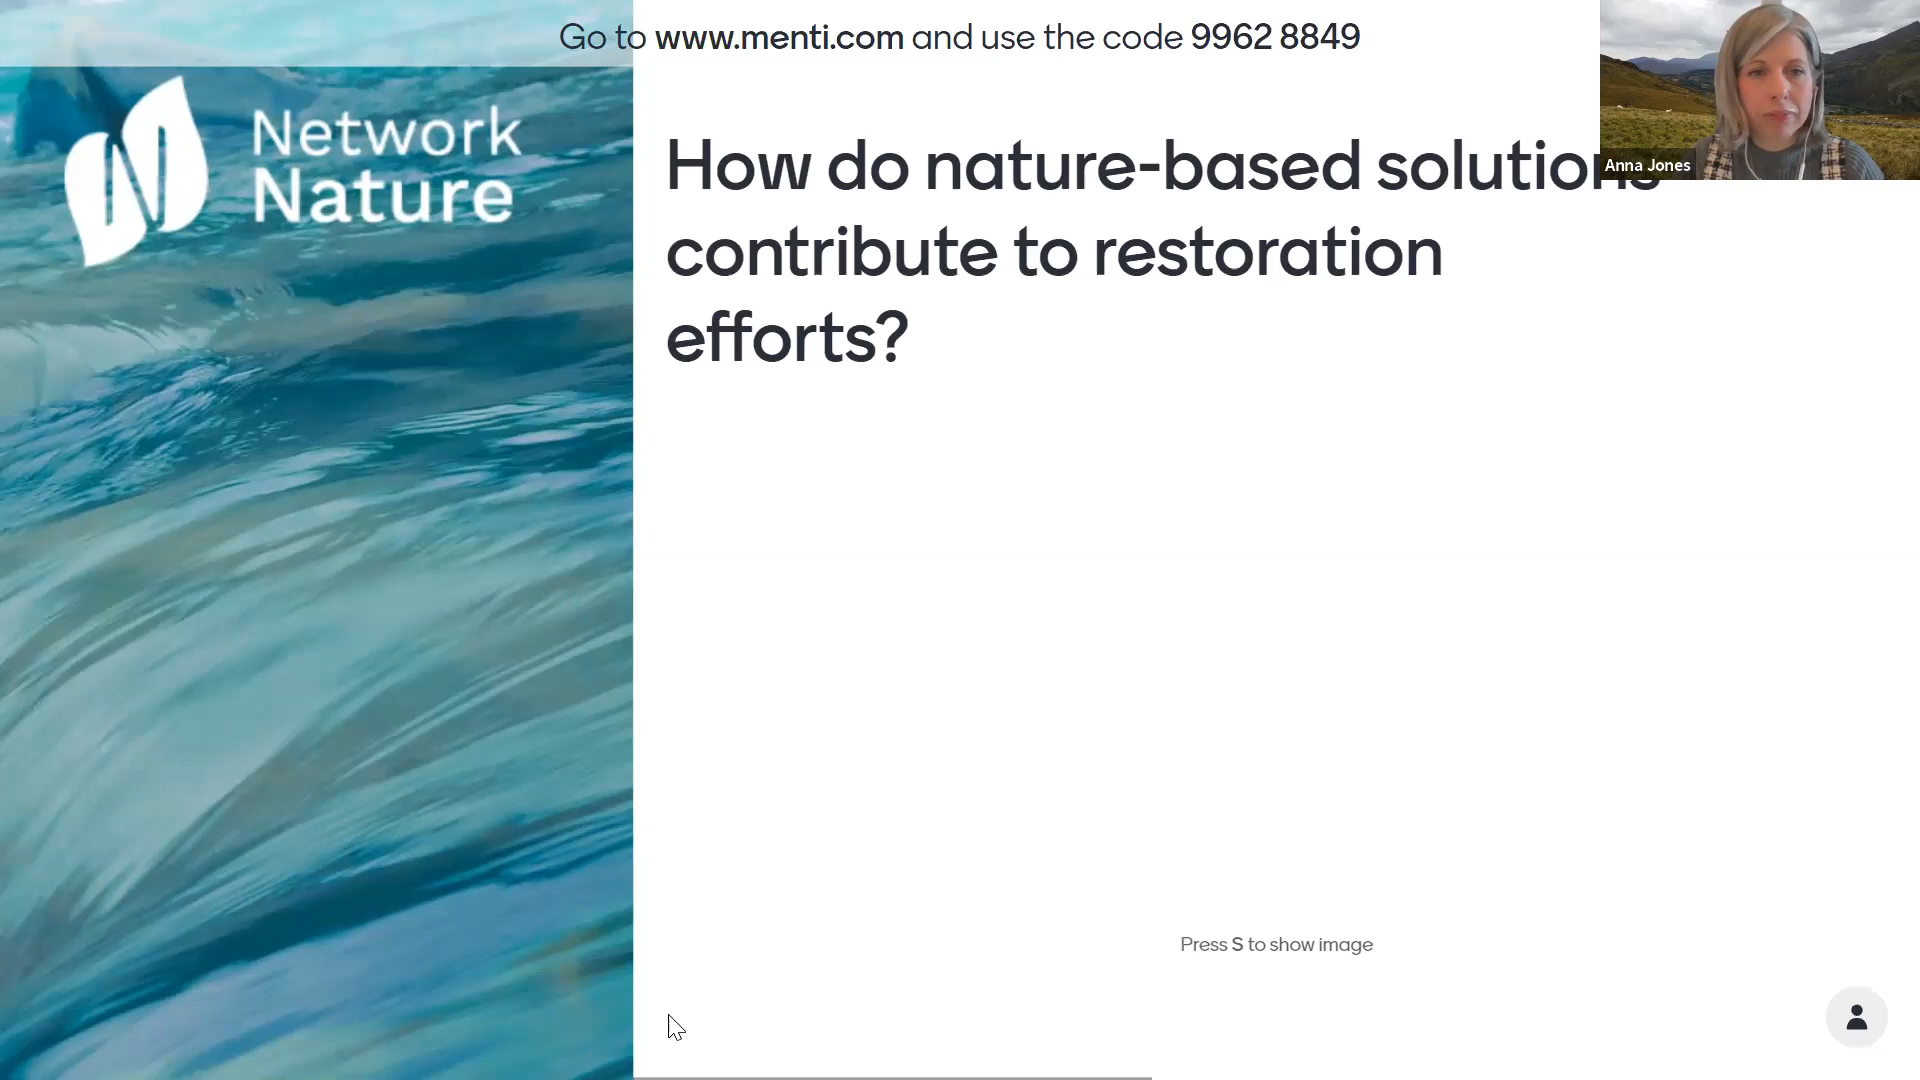 Go to www.menti.com and use the code 9962 8849
Network
Nature
How do nature-based solutions
contribute to restoration
efforts?
Anna Jones
Press S to show image